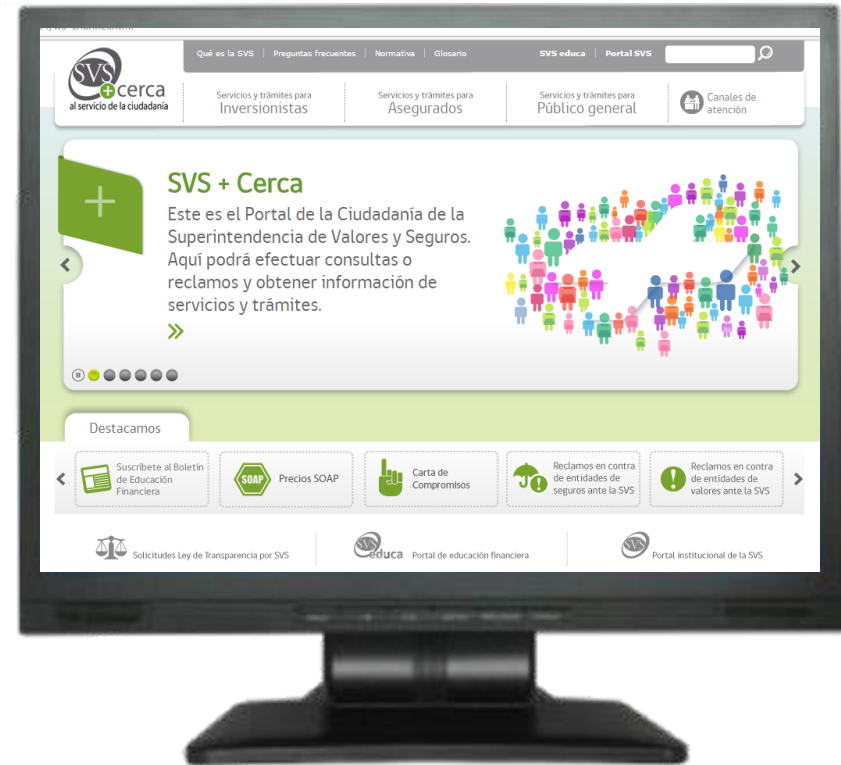 Qué es la SVS
Preguntas frecuentes
Normativa
Glosario
SVS educa
Portal SVS
SVS
+cerca
al servicio de la ciudadanía
Servicios y trámites para
Inversionistas
Servicios y trámites para
Asegurados
Servicios y trámites para
Público general
Canales de
atención
SVS + Cerca
Este es el Portal de la Ciudadanía de la
Superintendencia de Valores y Seguros.
Aquí podrá efectuar consultas o
reclamos y obtener información de
servicios y trámites.
Destacamos
Suscríbete al Boletín
de Educación
Financiera
SOAP
Precios SOAP
Carta de
Compromisos
Reclamos en contra
de entidades de
seguros ante la SVS
Reclamos en contra
de entidades de
valores ante la SVS
Solicitudes Ley de Transparencia por SVS
SVS
educa
Portal de educación financiera
SVS
Portal institucional de la SVS